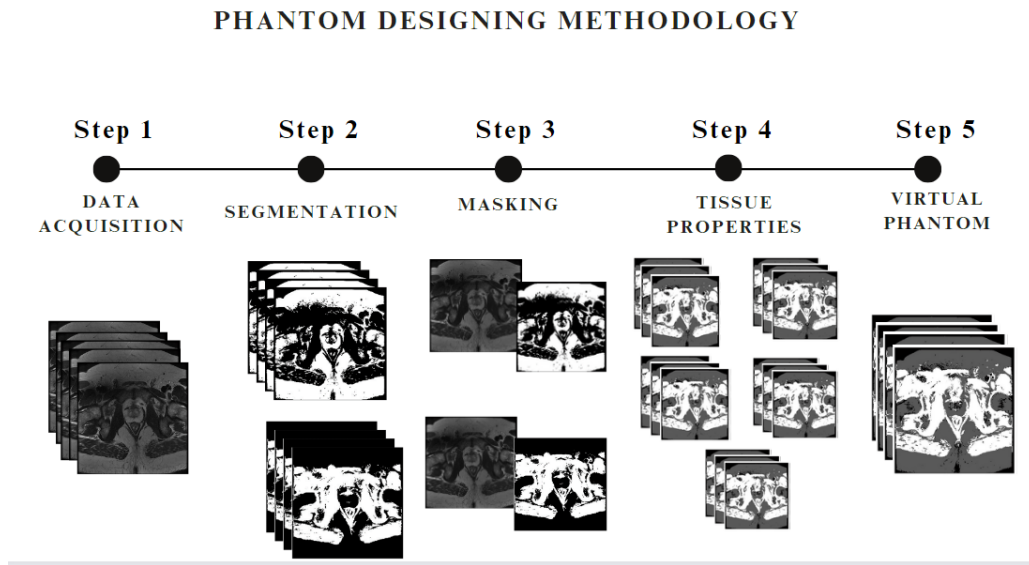 PHANTOM DESIGNING METHODOLOGY
Step 1
Step 2
Step 3
Step 4
Step 5
DATA
ACQUISITION
SEGMENTATION
MASKING
TISSUE
PROPERTIES
VIRTUAL
PHANTOM